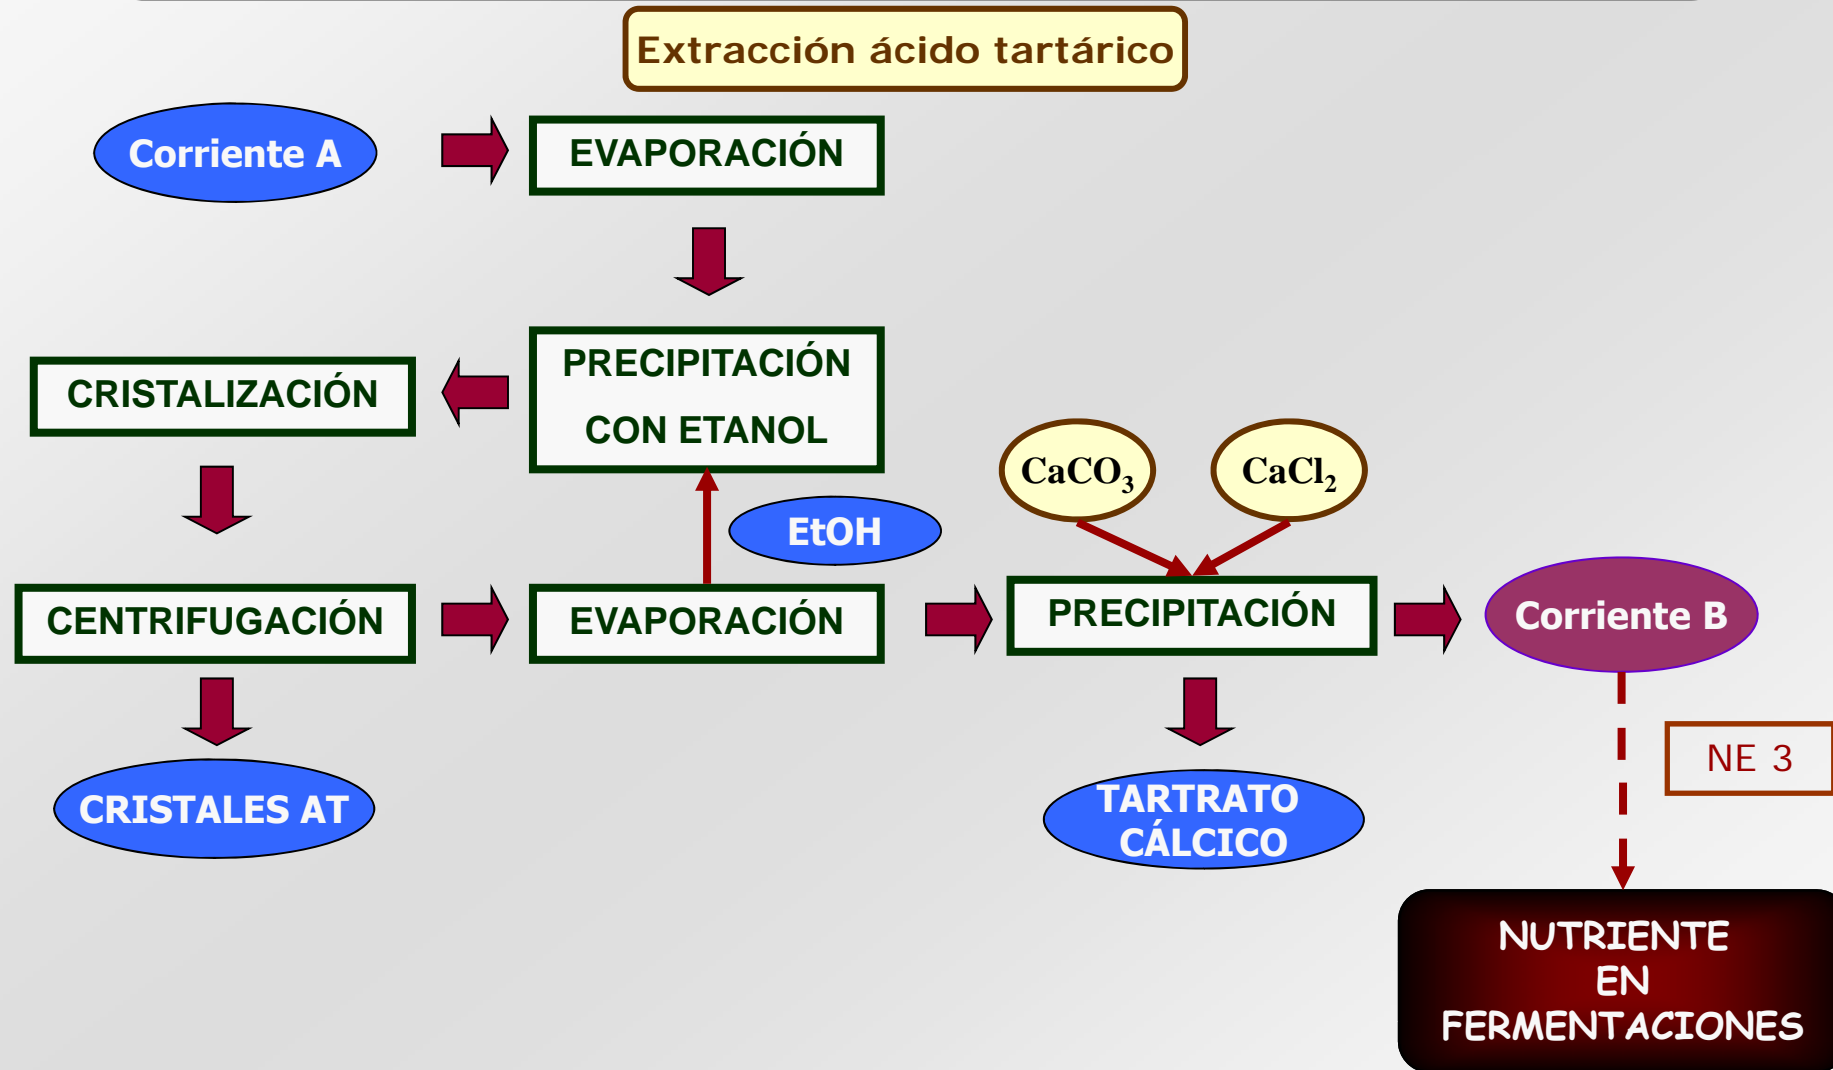 Extracción ácido tartárico
Corriente A
EVAPORACIÓN
PRECIPITACIÓN
CON ETANOL
CRISTALIZACIÓN
CaCO₃
CaCl₂
EtOH
CENTRIFUGACIÓN
EVAPORACIÓN
PRECIPITACIÓN
Corriente B
NE 3
CRISTALES AT
TARTRATO
CÁLCICO
NUTRIENTE
EN
FERMENTACIONES